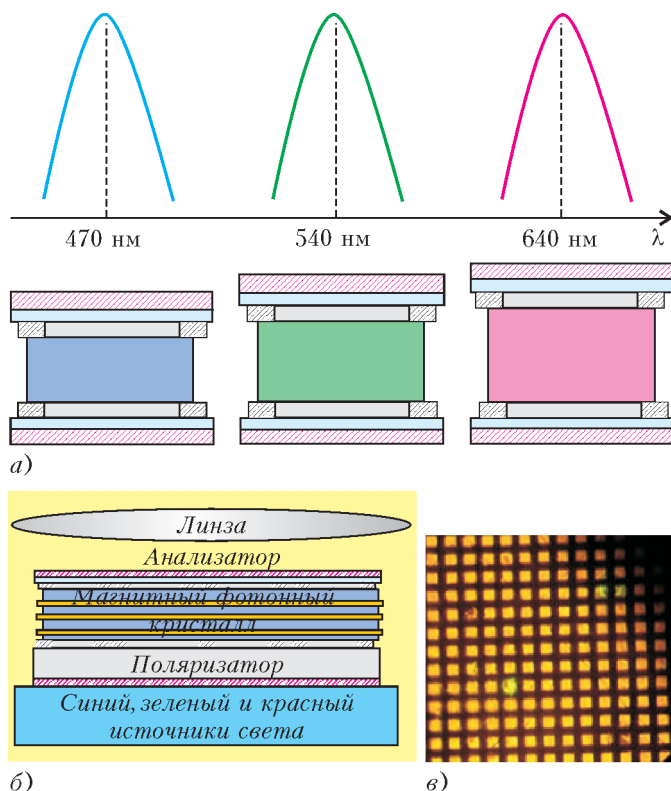 470 нм 540 нм 640 нм λ
а)
Линза
Анализатор
Магнитный фотонный
кристалл
Поляризатор
Синий, зеленый и красный
источники света
б) в)